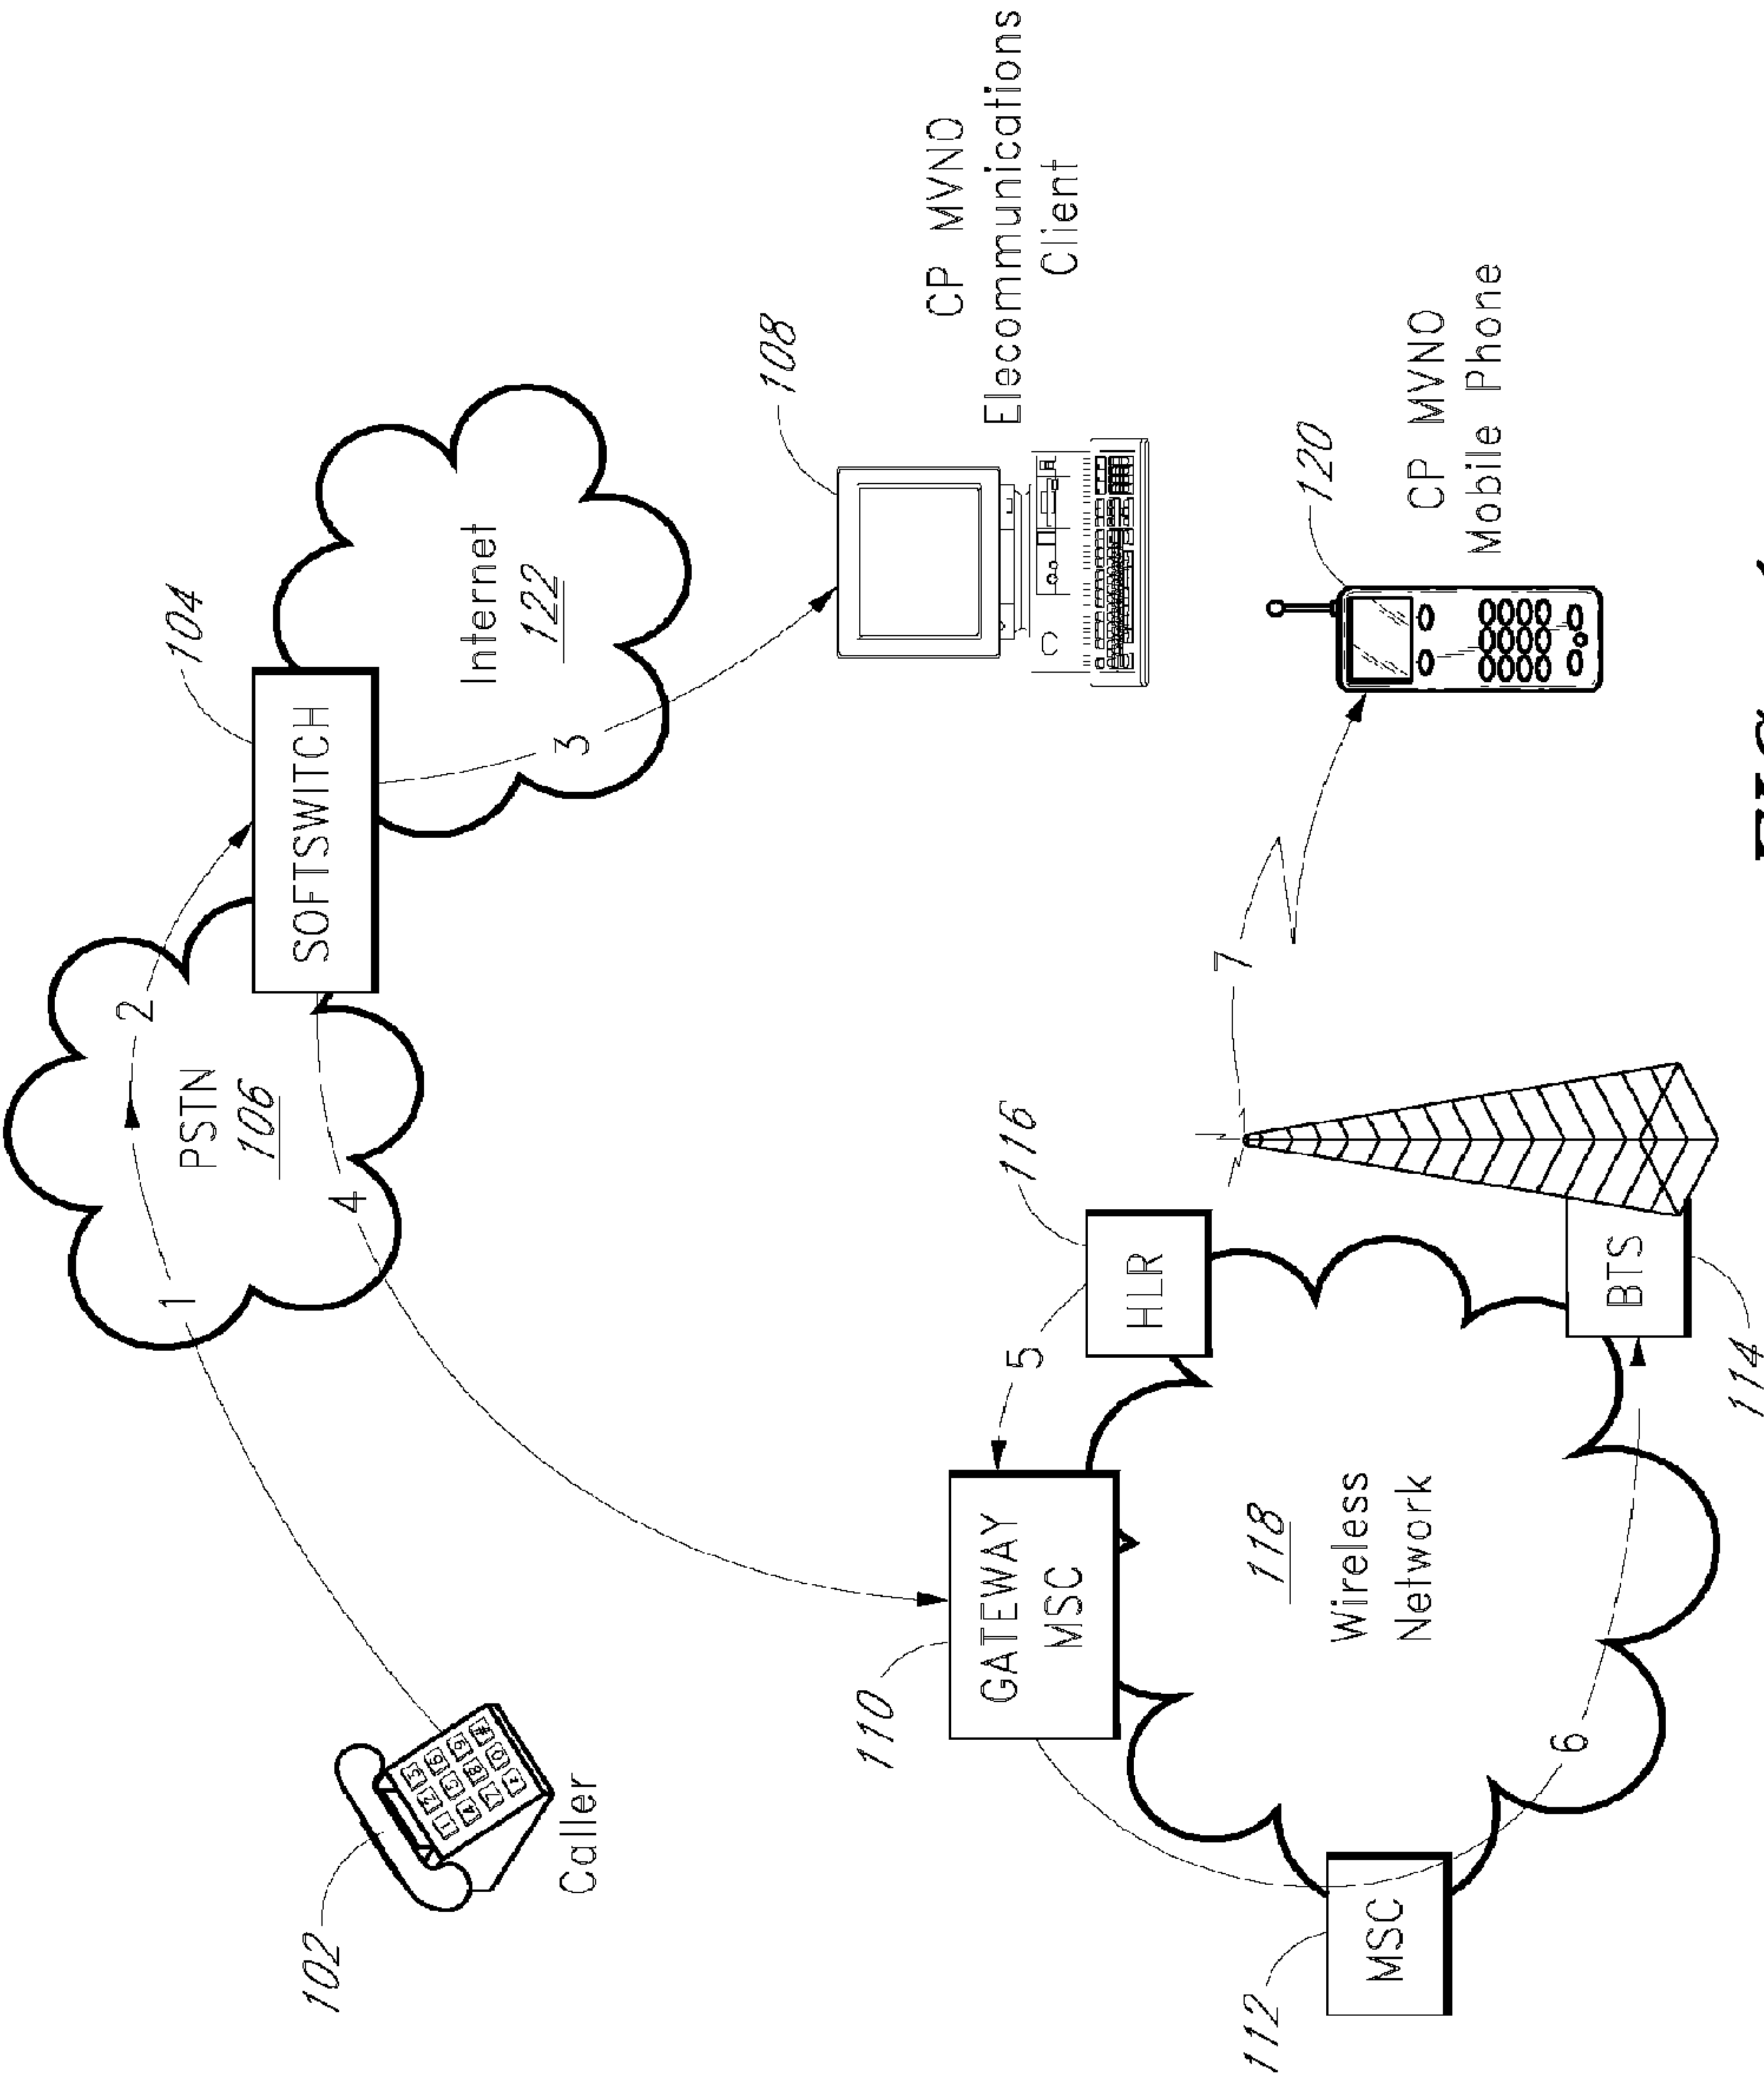 2
1
104
PSTN
106
SOFTSWITCH
102
4
Internet
122
3
Caller
108
110
CP MVNO
Elecommunications
Client
GATEWAY
MSC
116
5
HLR
7
112
118
120
Wireless
Network
MSC
CP MVNO
Mobile Phone
6
BTS
114